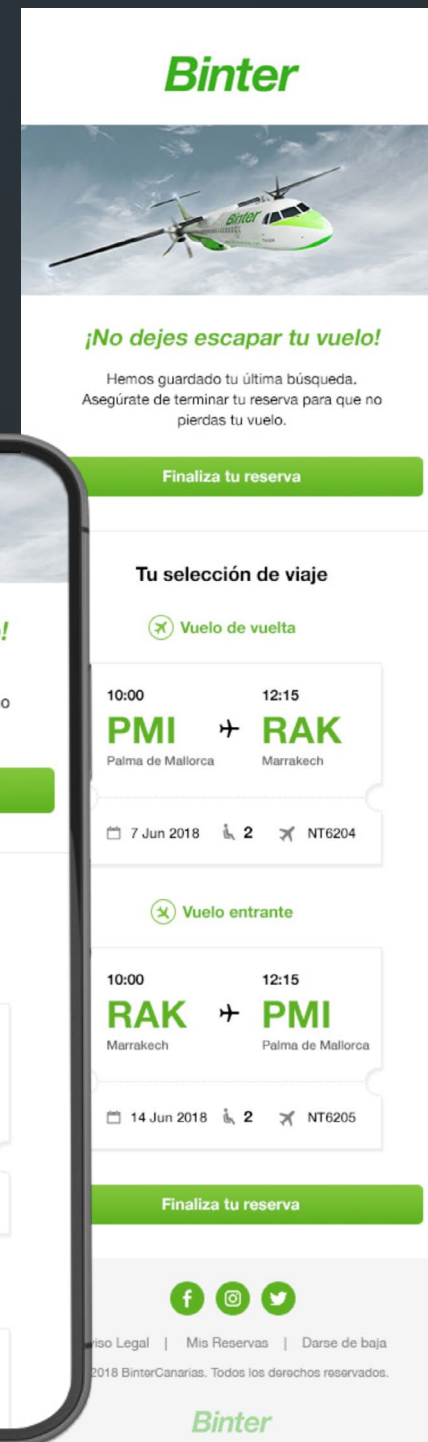 Binter
Binter
¡No dejes escapar tu vuelo!
Hemos guardado tu última búsqueda.
Asegúrate de terminar tu reserva para que no
pierdas tu vuelo.
Finaliza tu reserva
Tu selección de viaje
Vuelo de vuelta
10:00 12:15
PMI RAK
Palma de Mallorca Marrakech
7 Jun 2018 2 NT6204
Vuelo entrante
10:00 12:15
RAK PMI
Marrakech Palma de Mallorca
14 Jun 2018 2 NT6205
Finaliza tu reserva
Legal | Mis Reservas | Darse de baja
2018 BinterCanarias. Todos los derechos reservados.
Binter